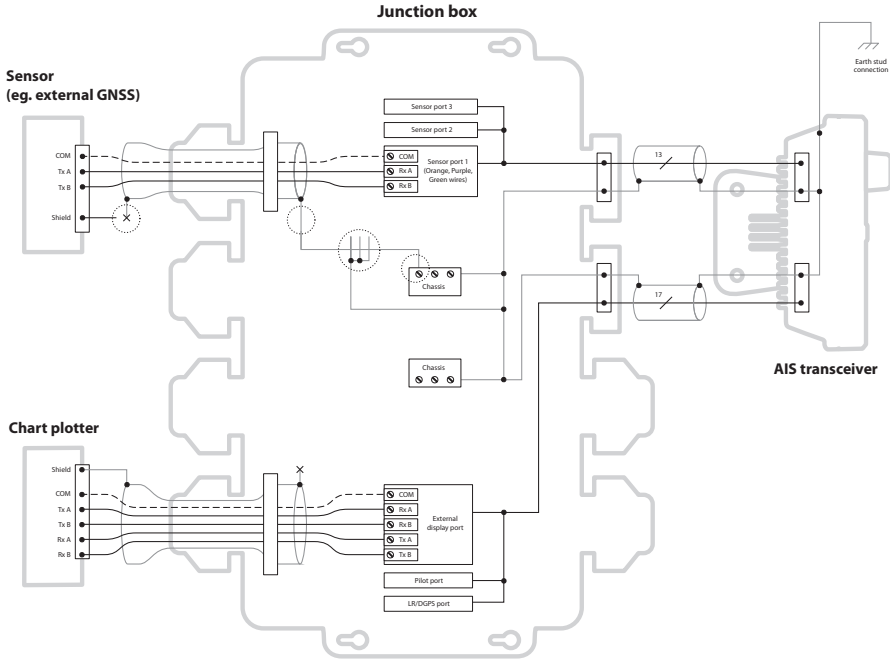 Junction box
Earth stud
connection
Sensor
(eg. external GNSS)
COM
Tx A
Tx B
Shield
Sensor port 3
Sensor port 2
COM
Rx A
Rx B
Sensor port 1
(Orange, Purple,
Green wires)
13
Chassis
17
Chassis
AIS transceiver
Chart plotter
Shield
COM
Tx A
Tx B
Rx A
Rx B
COM
Rx A
Rx B
Tx A
Tx B
External
display port
Pilot port
LR/DGPS port